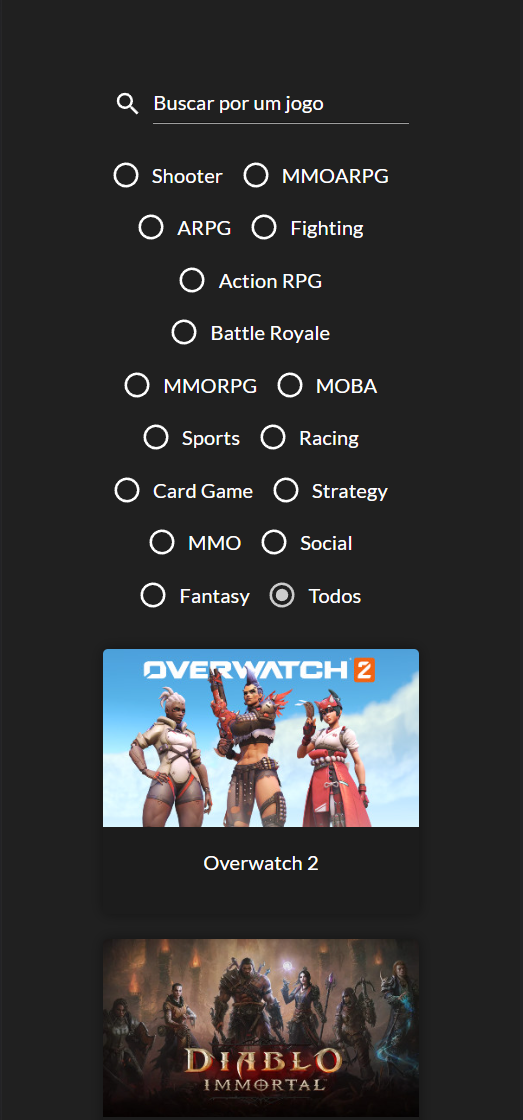 Buscar por um jogo
Shooter MMOARPG
ARPG Fighting
Action RPG
Battle Royale
MMORPG MOBA
Sports Racing
Card Game Strategy
MMO Social
Fantasy Todos
OVERWATCH 2
Overwatch 2
DIABLO
IMMORTAL